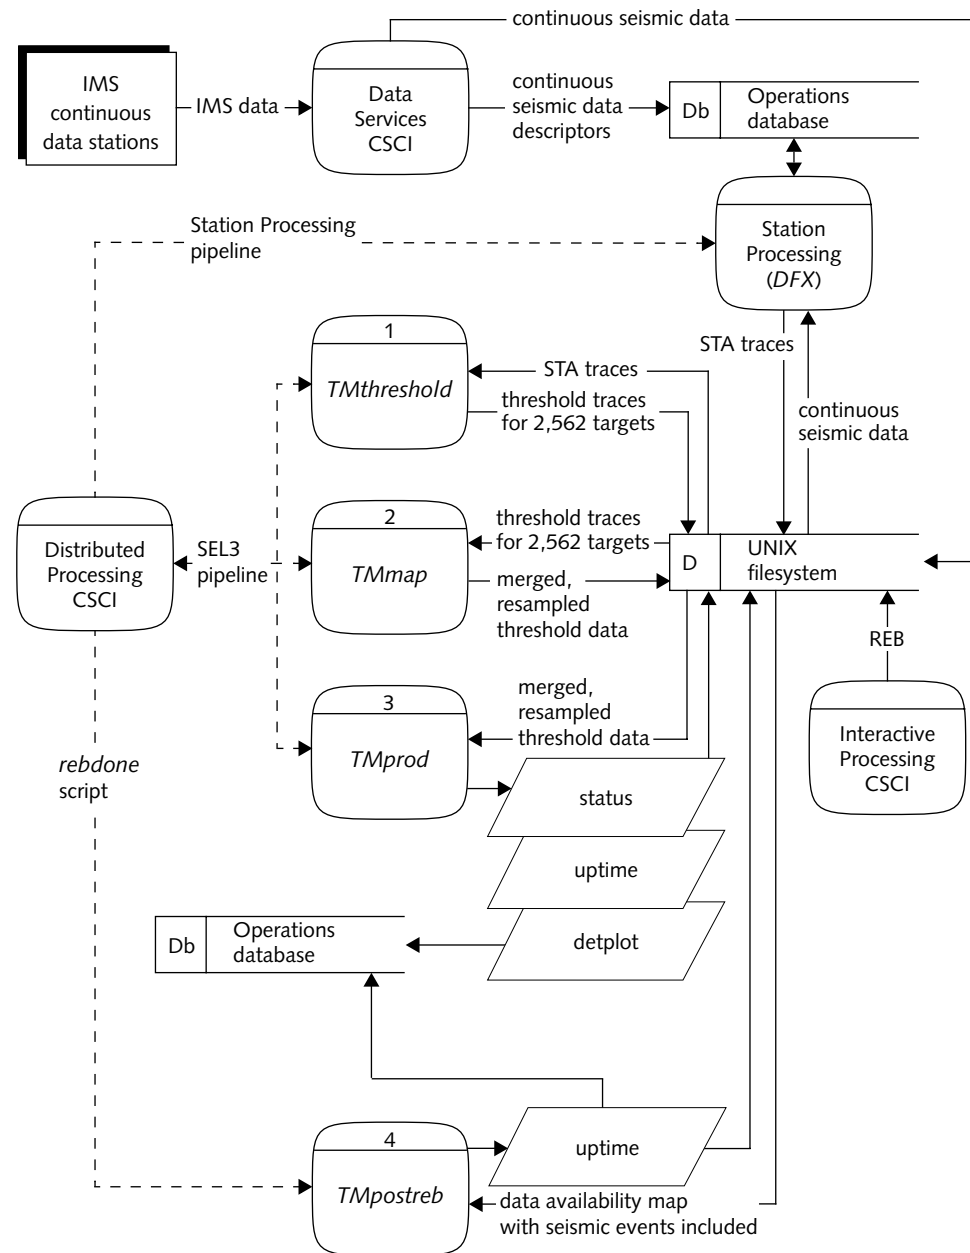 continuous seismic data
IMS
continuous
data stations
IMS data
Data
Services
CSCI
continuous
seismic data
descriptors
Db
Operations
database
Station Processing
pipeline
Station
Processing
(DFX)
1
TMthreshold
STA traces
threshold traces
for 2,562 targets
STA traces
continuous
seismic data
Distributed
Processing
CSCI
SEL3
pipeline
2
TMmap
threshold traces
for 2,562 targets
merged,
resampled
threshold data
D
UNIX
filesystem
REB
Interactive
Processing
CSCI
3
TMprod
merged,
resampled
threshold data
rebdone
script
status
uptime
detplot
Db
Operations
database
4
TMpostreb
uptime
data availability map
with seismic events included